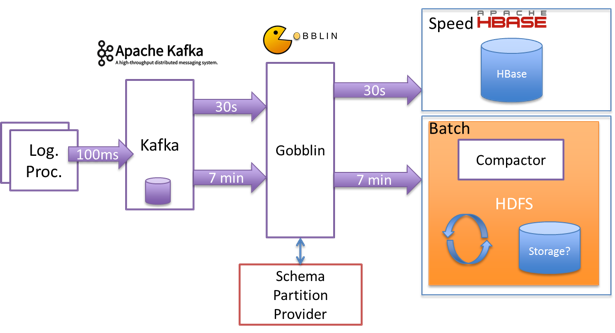 APACHE
Speed HBASE
Apache Kafka
A high-throughput distributed messaging system.
GOBBLIN
HBase
30s
30s
Log.
Proc.
100ms
Kafka
Gobblin
7 min
7 min
Batch
Compactor
HDFS
Storage?
Schema
Partition
Provider